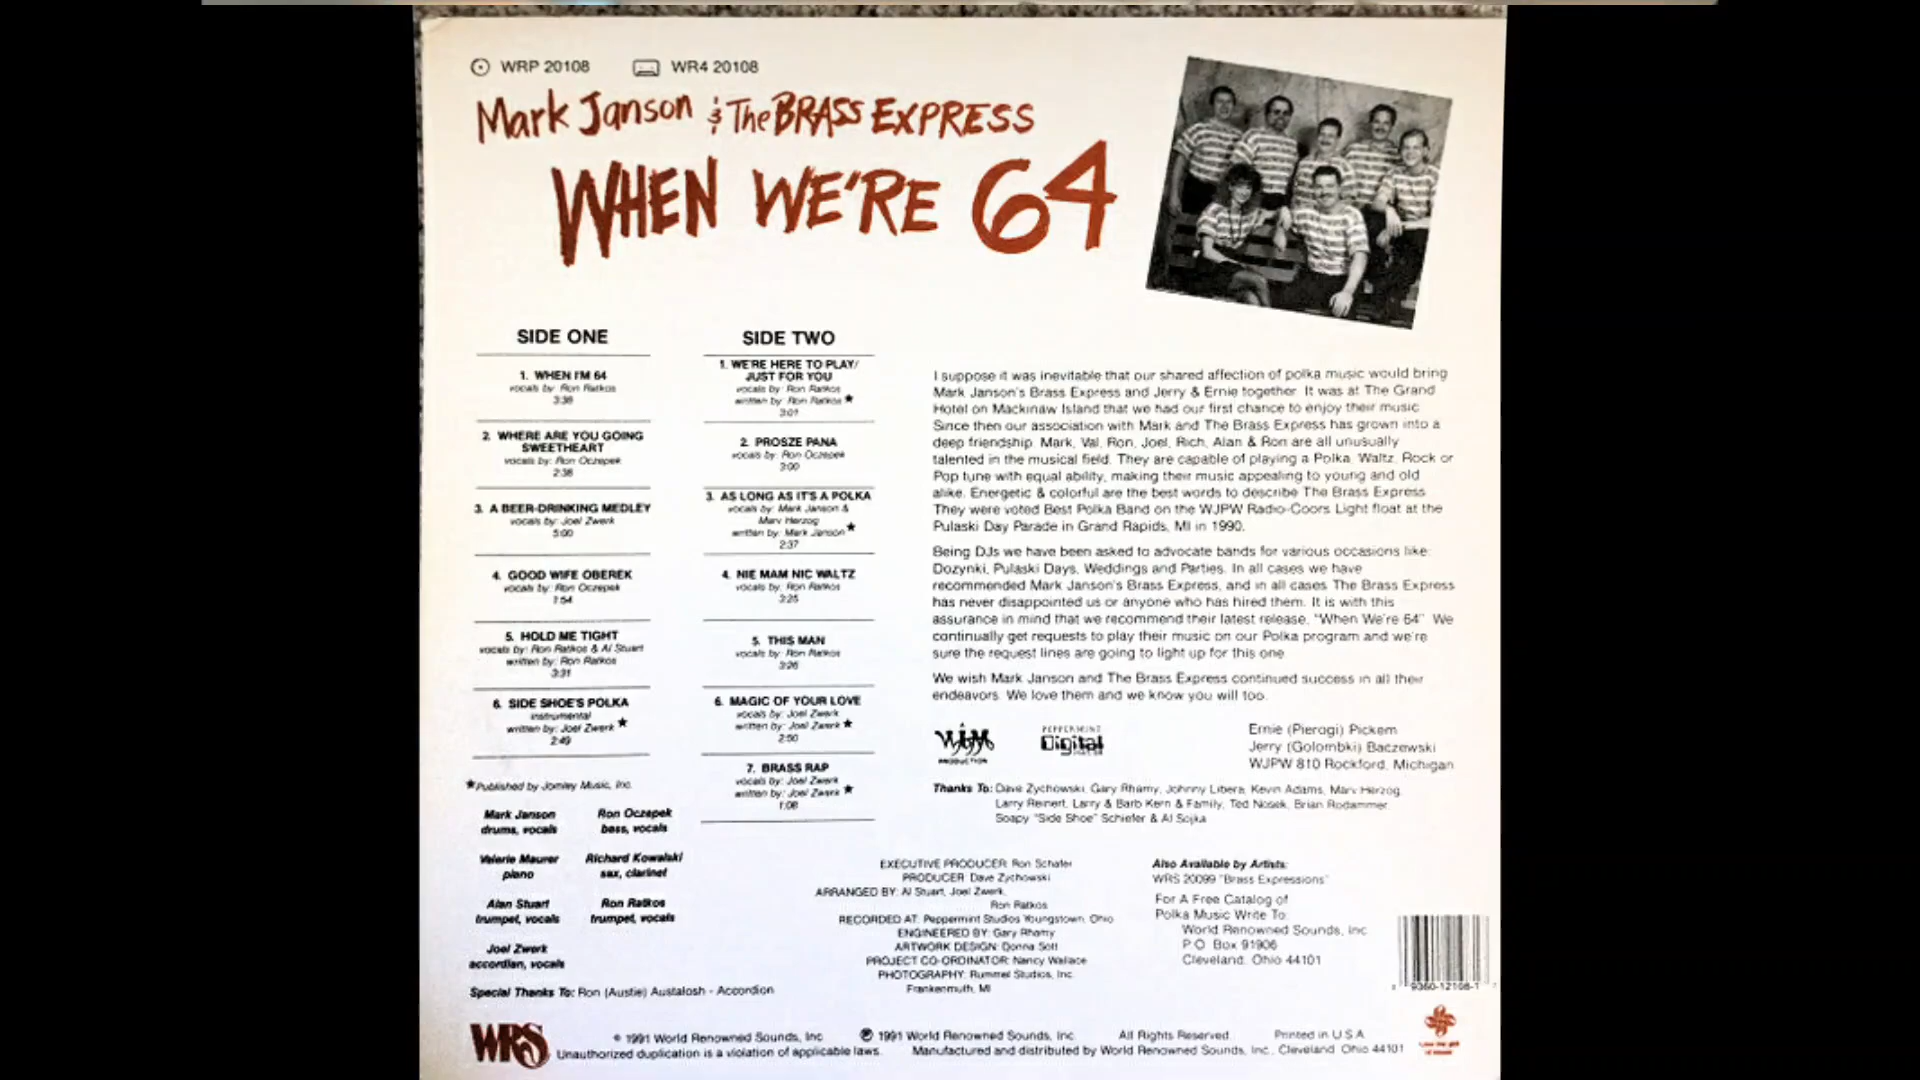 WRP 20108 WR4 20108
Mark Janson & The BRASS EXPRESS
WHEN WE'RE 64
SIDE ONE
1. WHEN I'M 64
vocals by: Ron Ratkos
3:38
2. WHERE ARE YOU GOING
SWEETHEART
vocals by: Ron Oczepek
2:38
3. A BEER-DRINKING MEDLEY
vocals by: Joel Zwerk
5:00
4. GOOD WIFE OBEREK
vocals by: Ron Oczepek
1:54
5. HOLD ME TIGHT
vocals by: Ron Ratkos & Al Stuart
written by: Ron Ratkos
3:31
6. SIDE SHOE'S POLKA
instrumental
written by: Joel Zwerk ★
2:49
★Published by Jomley Music, Inc.
SIDE TWO
1. WE'RE HERE TO PLAY/
JUST FOR YOU
vocals by: Ron Ratkos
written by: Ron Ratkos ★
3:01
2. PROSZE PANA
vocals by: Ron Oczepek
3:00
3. AS LONG AS IT'S A POLKA
vocals by: Mark Janson &
Marv Herzog
written by: Mark Janson ★
2:37
4. NIE MAM NIC WALTZ
vocals by: Ron Ratkos
3:25
5. THIS MAN
vocals by: Ron Ratkos
3:26
6. MAGIC OF YOUR LOVE
vocals by: Joel Zwerk
written by: Joel Zwerk ★
2:50
7. BRASS RAP
vocals by: Joel Zwerk
written by: Joel Zwerk ★
1:08
I suppose it was inevitable that our shared affection of polka music would bring
Mark Janson's Brass Express and Jerry & Ernie together. It was at The Grand
Hotel on Mackinaw Island that we had our first chance to enjoy their music.
Since then our association with Mark and The Brass Express has grown into a
deep friendship. Mark, Val, Ron, Joel, Rich, Alan & Ron are all unusually
talented in the musical field. They are capable of playing a Polka, Waltz, Rock or
Pop tune with equal ability, making their music appealing to young and old
alike. Energetic & colorful are the best words to describe The Brass Express.
They were voted Best Polka Band on the WJPW Radio-Coors Light float at the
Pulaski Day Parade in Grand Rapids, MI in 1990.
Being DJs we have been asked to advocate bands for various occasions like:
Dozynki, Pulaski Days, Weddings and Parties. In all cases we have
recommended Mark Janson's Brass Express, and in all cases The Brass Express
has never disappointed us or anyone who has hired them. It is with this
assurance in mind that we recommend their latest release, "When We're 64". We
continually get requests to play their music on our Polka program and we're
sure the request lines are going to light up for this one.
We wish Mark Janson and The Brass Express continued success in all their
endeavors. We love them and we know you will too.
Ernie (Pierogi) Pickem
Jerry (Golombki) Baczewski
WJPW 810 Rockford, Michigan
WJM
PRODUCTION
PEPPERMINT
Digital
Thanks To: Dave Zychowski, Gary Rhamy, Johnny Libera, Kevin Adams, Marv Herzog,
Larry Reinert, Larry & Barb Kern & Family, Ted Nosek, Brian Rodammer,
Soapy "Side Shoe" Schiefer & Al Sojka
Mark Janson
drums, vocals
Ron Oczepek
bass, vocals
Valerie Maurer
piano
Richard Kowalski
sax, clarinet
Alan Stuart
trumpet, vocals
Ron Ratkos
trumpet, vocals
Joel Zwerk
accordian, vocals
Special Thanks To: Ron (Austie) Austalosh - Accordion
EXECUTIVE PRODUCER: Ron Schafer
PRODUCER: Dave Zychowski
ARRANGED BY: Al Stuart, Joel Zwerk,
Ron Ratkos
RECORDED AT: Peppermint Studios Youngstown, Ohio
ENGINEERED BY: Gary Rhamy
ARTWORK DESIGN: Donna Sott
PROJECT CO-ORDINATOR: Nancy Wallace
PHOTOGRAPHY: Rummel Studios, Inc.
Frankenmuth, MI
Also Available by Artists:
WRS 20099 "Brass Expressions"
For A Free Catalog of
Polka Music Write To:
World Renowned Sounds, Inc.
P.O. Box 91906
Cleveland, Ohio 44101
9360-12108-1
WRS
© 1991 World Renowned Sounds, Inc. ℗ 1991 World Renowned Sounds, Inc. All Rights Reserved. Printed in U.S.A.
Unauthorized duplication is a violation of applicable laws. Manufactured and distributed by World Renowned Sounds, Inc., Cleveland, Ohio 44101